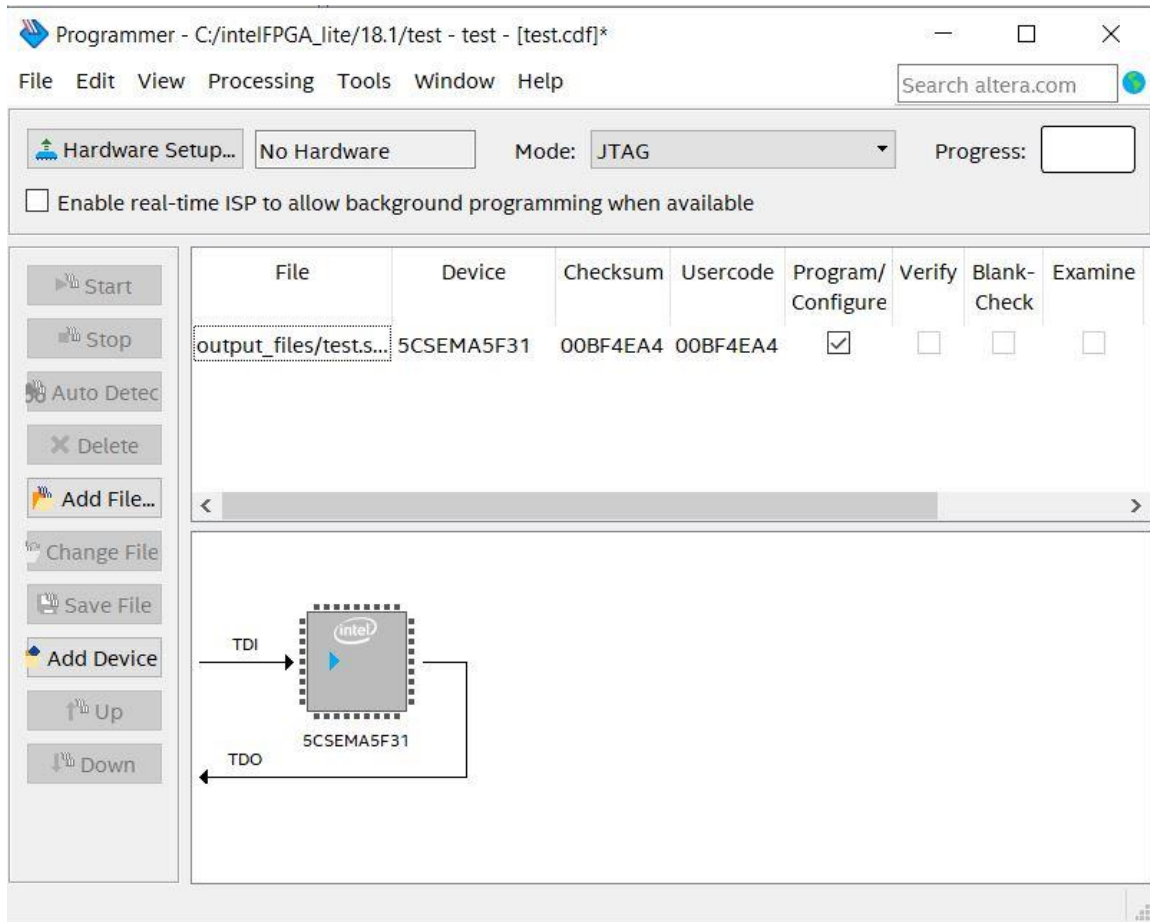 Programmer - C:/intelFPGA_lite/18.1/test - test - [test.cdf]*
File Edit View Processing Tools Window Help
Search altera.com
Hardware Setup... No Hardware Mode: JTAG Progress:
Enable real-time ISP to allow background programming when available
Start
Stop
Auto Detec
Delete
Add File...
Change File
Save File
Add Device
Up
Down
File Device Checksum Usercode Program/ Verify Blank- Examine
Configure Check
output_files/test.s... 5CSEMA5F31 00BF4EA4 00BF4EA4
intel
TDI
5CSEMA5F31
TDO